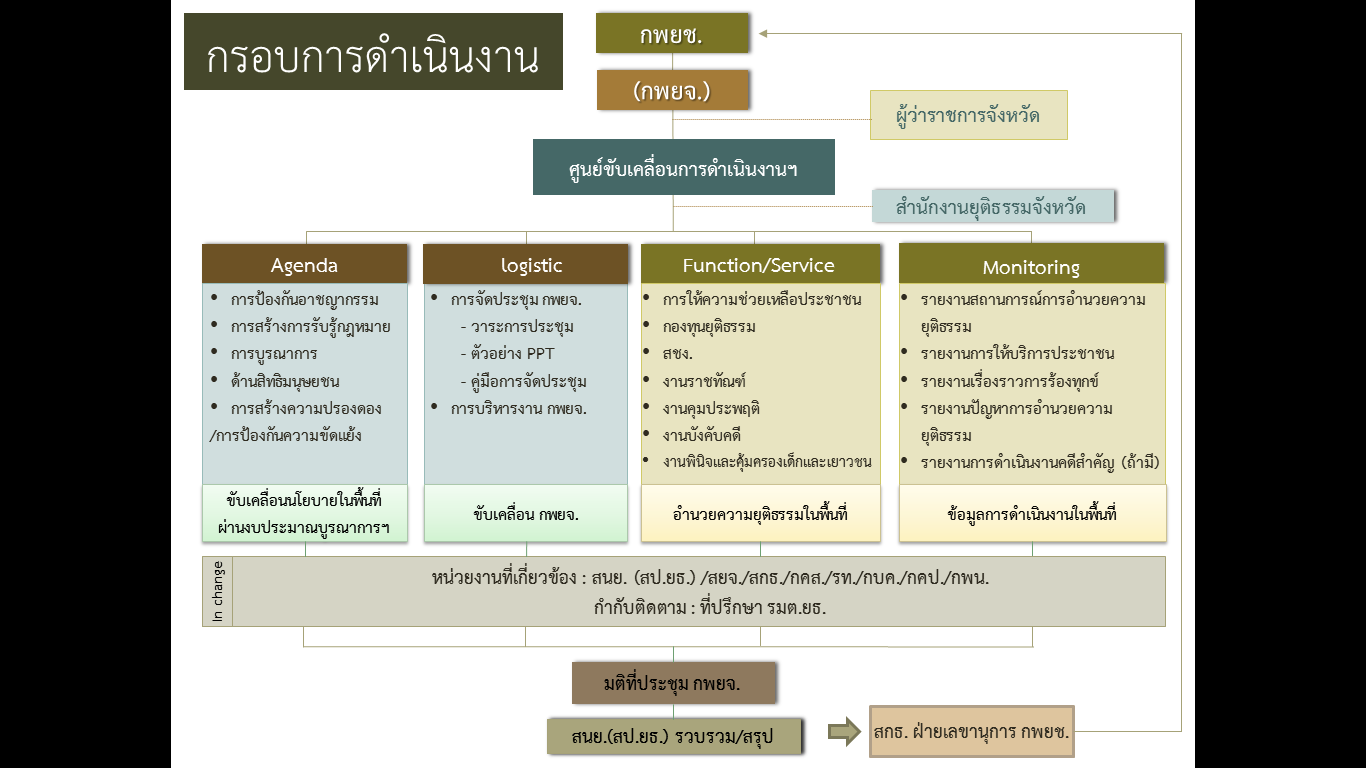 กรอบการดำเนินงาน
กพยช.
(กพยจ.)
ผู้ว่าราชการจังหวัด
ศูนย์ขับเคลื่อนการดำเนินงานฯ
สำนักงานยุติธรรมจังหวัด
Agenda
• การป้องกันอาชญากรรม
• การสร้างการรับรู้กฎหมาย
• การบูรณาการ
• ด้านสิทธิมนุษยชน
• การสร้างความปรองดอง
/การป้องกันความขัดแย้ง
ขับเคลื่อนนโยบายในพื้นที่
ผ่านงบประมาณบูรณาการฯ
logistic
• การจัดประชุม กพยจ.
- วาระการประชุม
- ตัวอย่าง PPT
- คู่มือการจัดประชุม
• การบริหารงาน กพยจ.
ขับเคลื่อน กพยจ.
Function/Service
• การให้ความช่วยเหลือประชาชน
• กองทุนยุติธรรม
• สชง.
• งานราชทัณฑ์
• งานคุมประพฤติ
• งานบังคับคดี
• งานพินิจและคุ้มครองเด็กและเยาวชน
อำนวยความยุติธรรมในพื้นที่
Monitoring
• รายงานสถานการณ์การอำนวยความ
ยุติธรรม
• รายงานการให้บริการประชาชน
• รายงานเรื่องราวการร้องทุกข์
• รายงานปัญหาการอำนวยความ
ยุติธรรม
• รายงานการดำเนินงานคดีสำคัญ (ถ้ามี)
ข้อมูลการดำเนินงานในพื้นที่
In change
หน่วยงานที่เกี่ยวข้อง : สนย. (สป.ยธ.) /สยจ./สกธ./กคส./รท./กบค./กคป./กพน.
กำกับติดตาม : ที่ปรึกษา รมต.ยธ.
มติที่ประชุม กพยจ.
สนย.(สป.ยธ.) รวบรวม/สรุป
สกธ. ฝ่ายเลขานุการ กพยช.